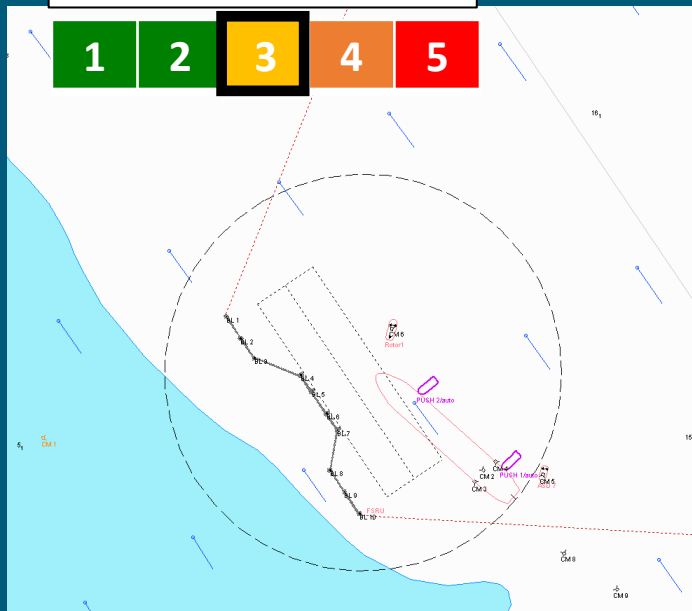 1 2 3 4 5
16₁
BL 1
CM 6
BL 2
Rotor1
BL 3
BL 4
BL 5
PUSH 2/auto
BL 6
BL 7
CM 1
5₁
15
CM 4
BL 8
CM 2
PUSH 1/auto
CM 5
CM 3
BL 9
FSRU
BL 10
CM 8
CM 9